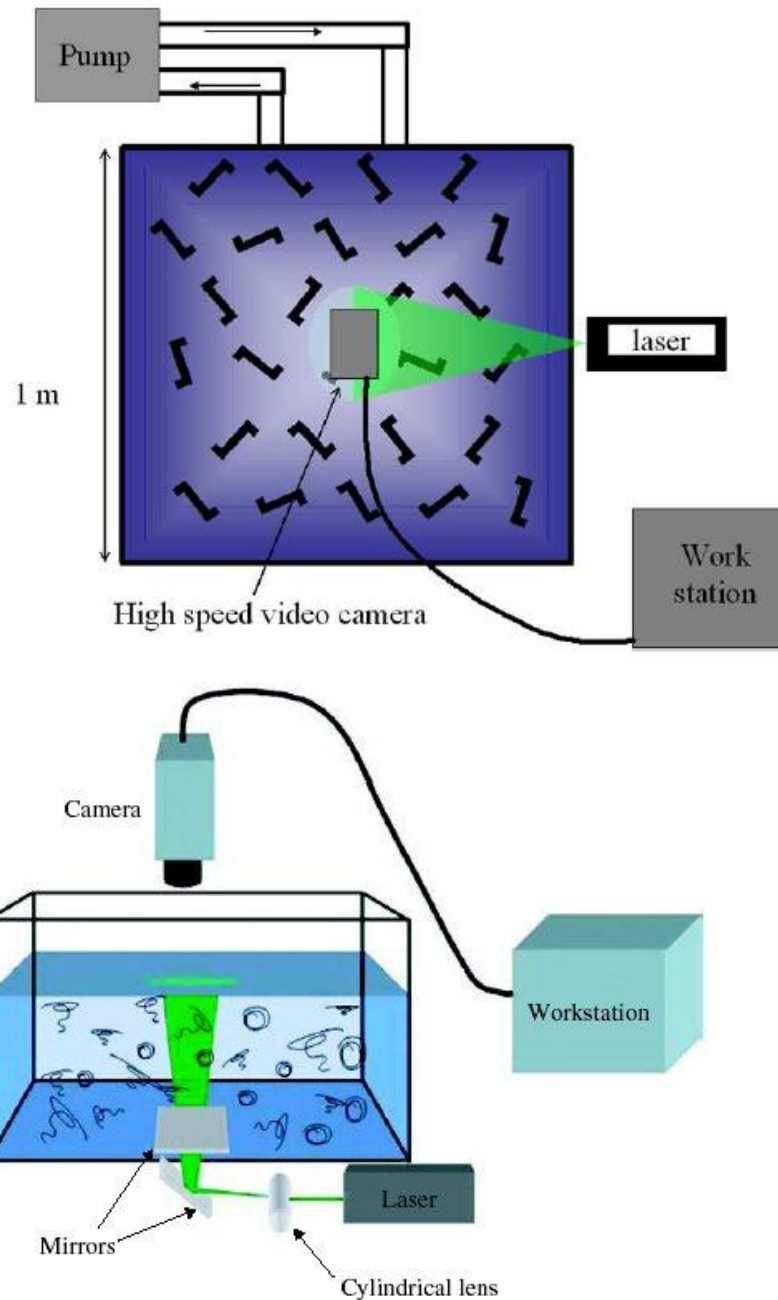 Pump
laser
1 m
Work
station
High speed video camera
Camera
Workstation
Laser
Mirrors
Cylindrical lens